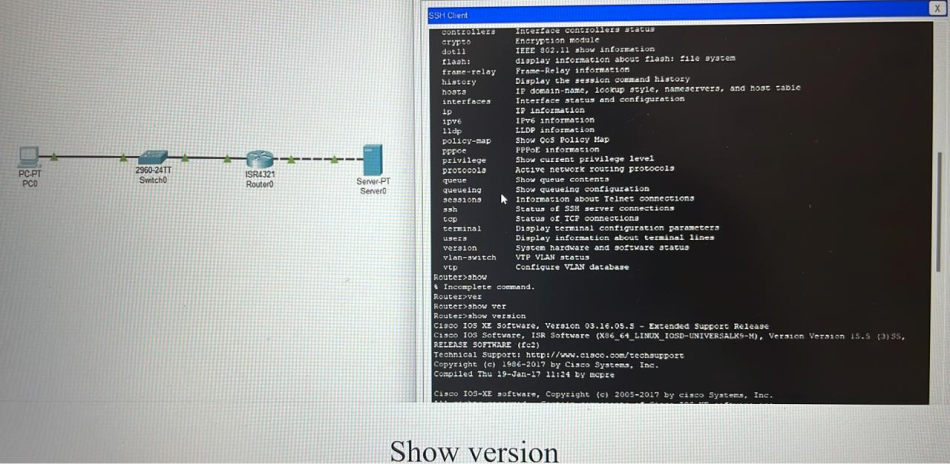 SSH Client
X
controllers Interface controllers status
crypto Encryption module
dot11 IEEE 802.11 show information
flash: display information about flash: file system
frame-relay Frame-Relay information
history Display the session command history
hosts IP domain-name, lookup style, nameservers, and host table
interfaces Interface status and configuration
ip IP information
ipv6 IPv6 information
lldp LLDP information
policy-map Show QoS Policy Map
pppoe PPPoE information
privilege Show current privilege level
protocols Active network routing protocols
queue Show queue contents
queueing Show queueing configuration
sessions Information about Telnet connections
ssh Status of SSH server connections
tcp Status of TCP connections
terminal Display terminal configuration parameters
users Display information about terminal lines
version System hardware and software status
vlan-switch VTP VLAN status
vtp Configure VLAN database
Router>show
% Incomplete command.
Router>ver
Router>show ver
Router>show version
Cisco IOS XE Software, Version 03.16.05.S - Extended Support Release
Cisco IOS Software, ISR Software (X86_64_LINUX_IOSD-UNIVERSALK9-M), Version Version 15.5 (3)S5,
RELEASE SOFTWARE (fc2)
Technical Support: http://www.cisco.com/techsupport
Copyright (c) 1986-2017 by Cisco Systems, Inc.
Compiled Thu 19-Jan-17 11:24 by mcpre
Cisco IOS-XE software, Copyright (c) 2005-2017 by cisco Systems, Inc.
PC-PT
PC0
2960-24TT
Switch0
ISR4321
Router0
Server-PT
Server0
Show version